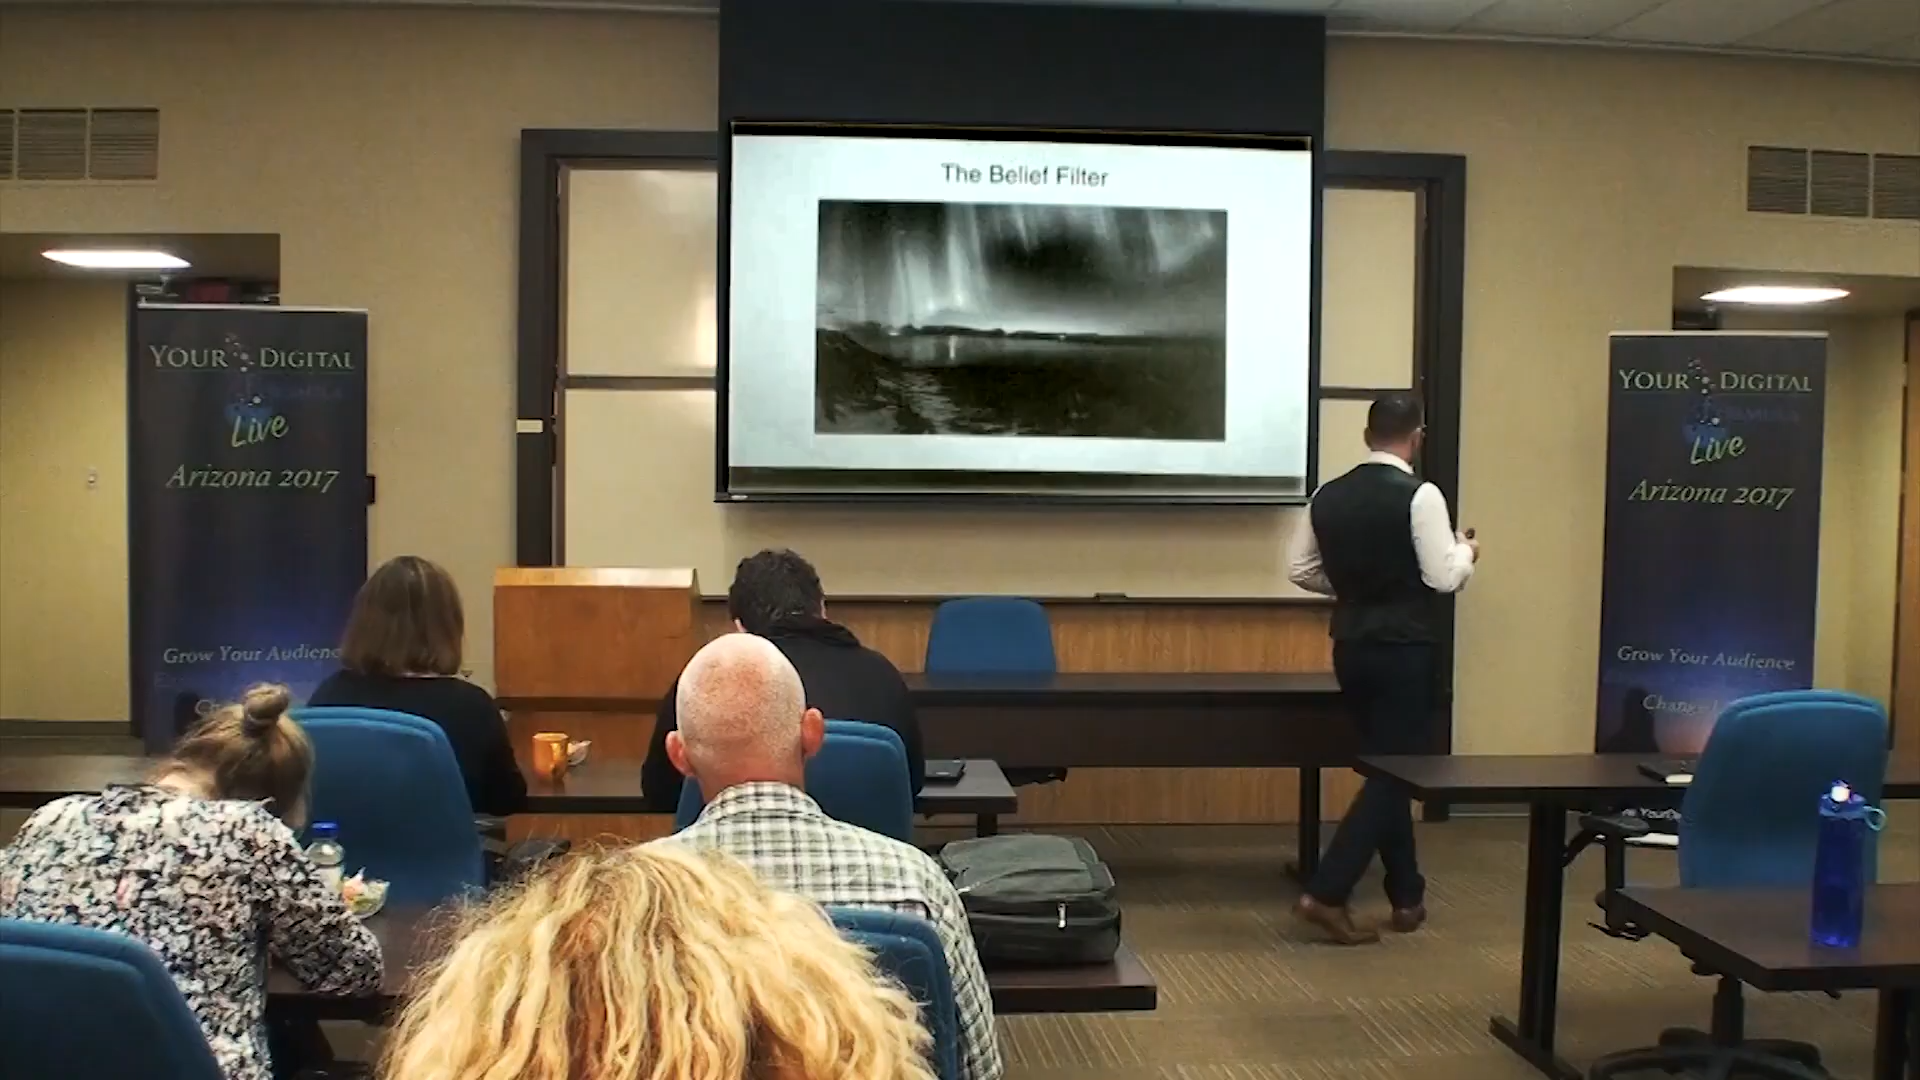 The Belief Filter
YOUR DIGITAL
Live
Arizona 2017
Grow Your Audience
YOUR DIGITAL
Live
Arizona 2017
Grow Your Audience